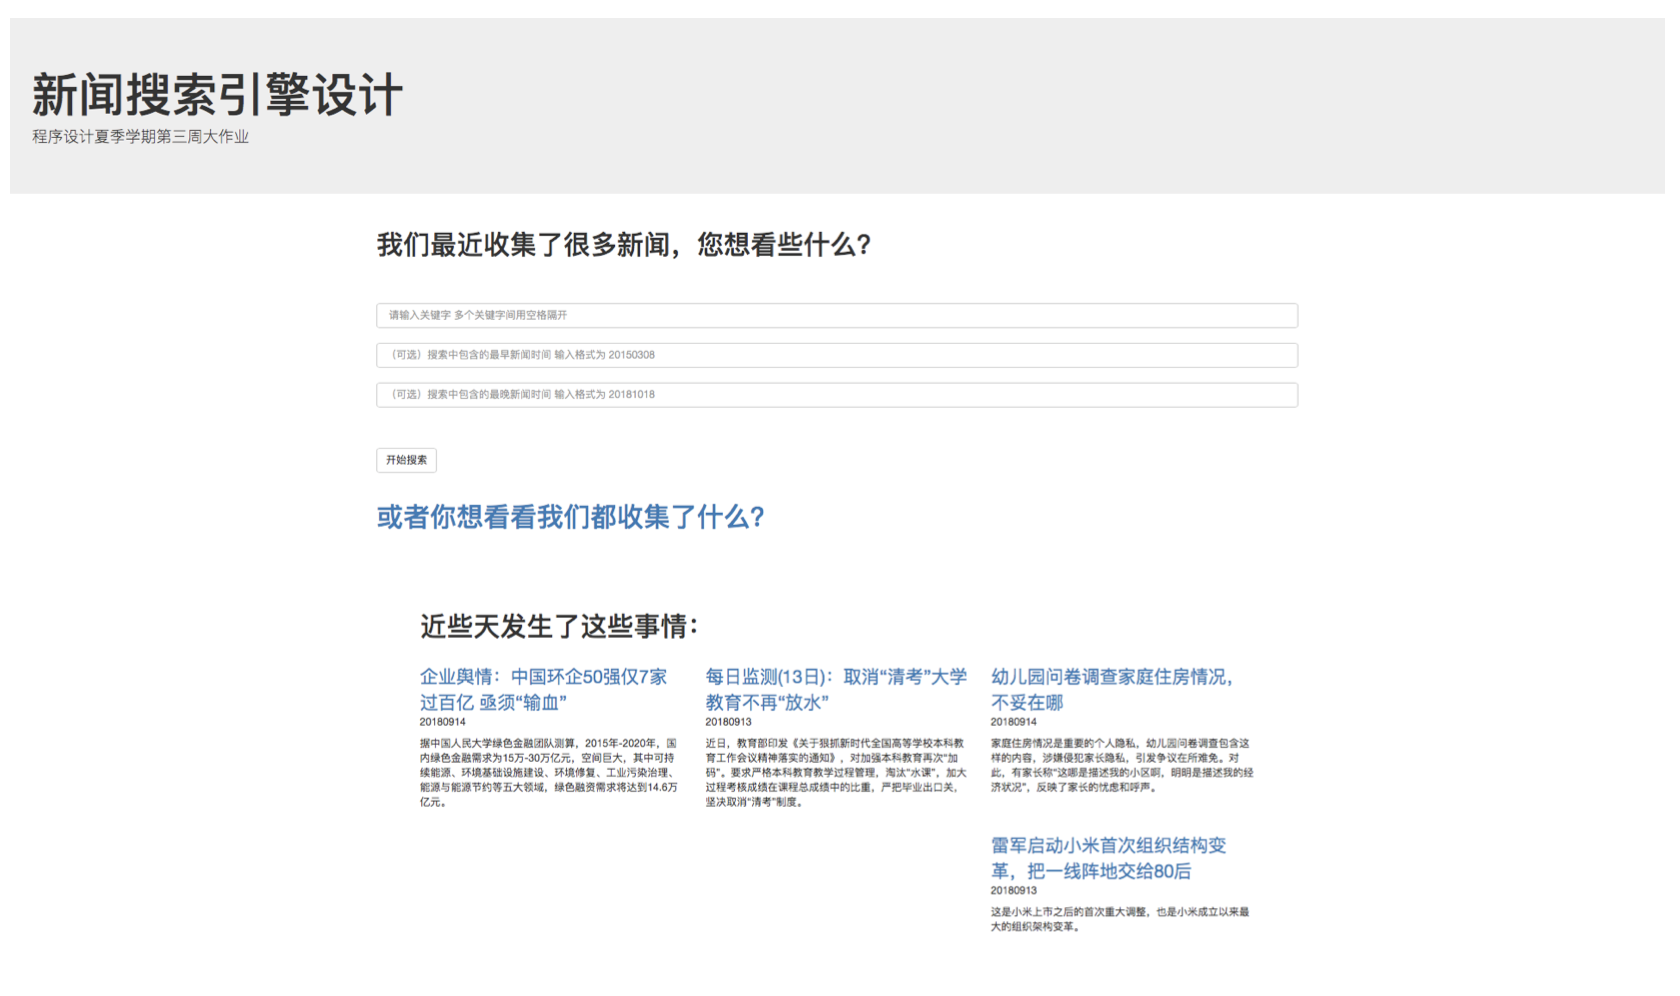 新闻搜索引擎设计
程序设计夏季学期第三周大作业
我们最近收集了很多新闻，您想看些什么？
请输入关键字 多个关键字间用空格隔开
（可选）搜索中包含的最早新闻时间 输入格式为 20150308
（可选）搜索中包含的最晚新闻时间 输入格式为 20181018
开始搜索
或者你想看看我们都收集了什么？
近些天发生了这些事情：
企业舆情：中国环企50强仅7家
过百亿 亟须“输血”
20180914
据中国人民大学绿色金融团队测算，2015年-2020年，国
内绿色金融需求为15万-30万亿元，空间巨大，其中可持
续能源、环境基础设施建设、环境修复、工业污染治理、
能源与能源节约等五大领域，绿色融资需求将达到14.6万
亿元。
每日监测(13日)：取消“清考”大学
教育不再“放水”
20180913
近日，教育部印发《关于狠抓新时代全国高等学校本科教
育工作会议精神落实的通知》，对加强本科教育再次“加
码”。要求严格本科教育教学过程管理，淘汰“水课”，加大
过程考核成绩在课程总成绩中的比重，严把毕业出口关，
坚决取消“清考”制度。
幼儿园问卷调查家庭住房情况，
不妥在哪
20180914
家庭住房情况是重要的个人隐私，幼儿园问卷调查包含这
样的内容，涉嫌侵犯家长隐私，引发争议在所难免。对
此，有家长称“这哪是描述我的小区啊，明明是描述我的经
济状况”，反映了家长的忧虑和呼声。
雷军启动小米首次组织结构变
革，把一线阵地交给80后
20180913
这是小米上市之后的首次重大调整，也是小米成立以来最
大的组织架构变革。